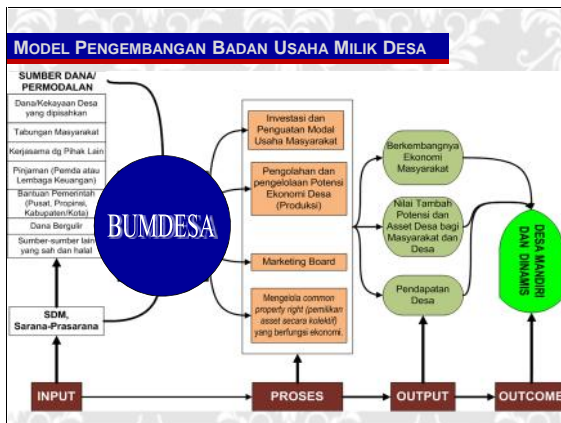 MODEL PENGEMBANGAN BADAN USAHA MILIK DESA
SUMBER DANA/
PERMODALAN
Dana/Kekayaan Desa
yang dipisahkan
Tabungan Masyarakat
Kerjasama dg Pihak Lain
Pinjaman (Pemda atau
Lembaga Keuangan)
Bantuan Pemerintah
(Pusat, Propinsi,
Kabupaten/Kota)
Dana Bergulir
Sumber-sumber lain
yang sah dan halal
SDM,
Sarana-Prasarana
BUMDESA
Investasi dan
Penguatan Modal
Usaha Masyarakat
Pengolahan dan
pengelolaan Potensi
Ekonomi Desa
(Produksi)
Marketing Board
Mengelola common
property right (pemilikan
asset secara kolektif)
yang berfungsi ekonomi.
Berkembangnya
Ekonomi
Masyarakat
Nilai Tambah
Potensi dan
Asset Desa bagi
Masyarakat dan
Desa
Pendapatan
Desa
DESA MANDIRI
DAN DINAMIS
INPUT
PROSES
OUTPUT
OUTCOME